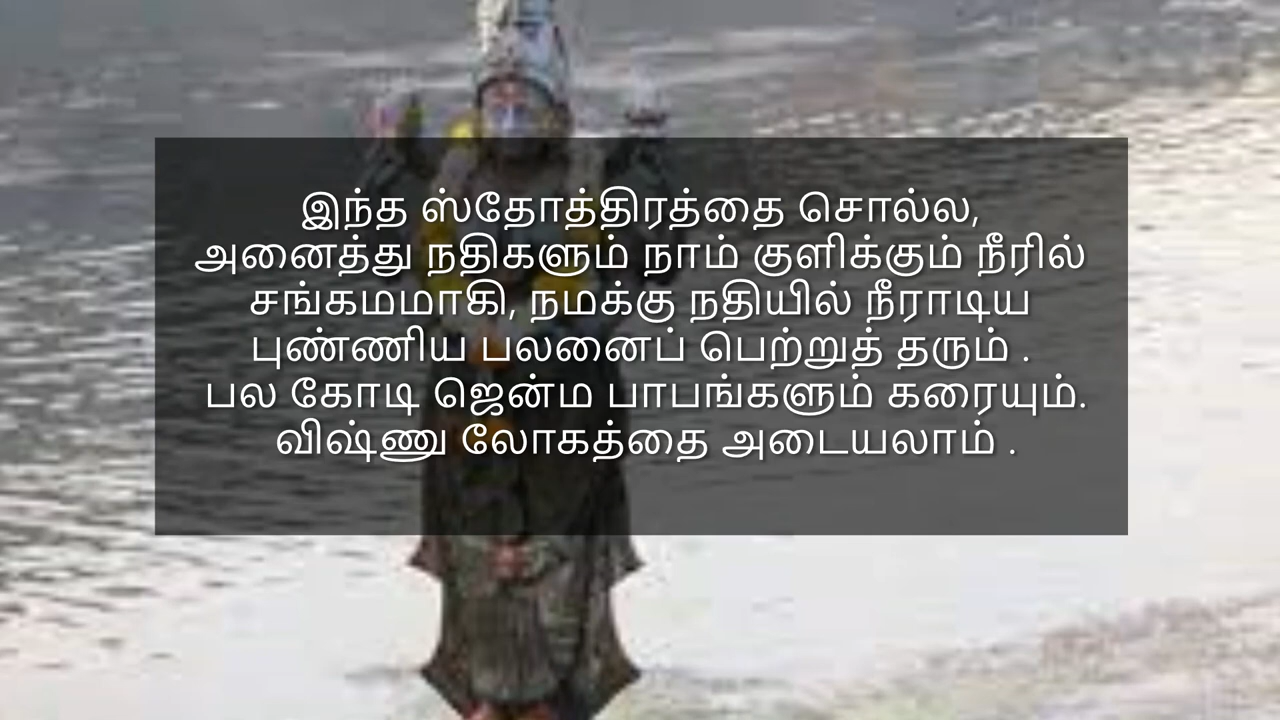 இந்த ஸ்தோத்திரத்தை சொல்ல,
அனைத்து நதிகளும் நாம் குளிக்கும் நீரில்
சங்கமமாகி, நமக்கு நதியில் நீராடிய
புண்ணிய பலனைப் பெற்றுத் தரும் .
பல கோடி ஜென்ம பாபங்களும் கரையும்.
விஷ்ணு லோகத்தை அடையலாம் .